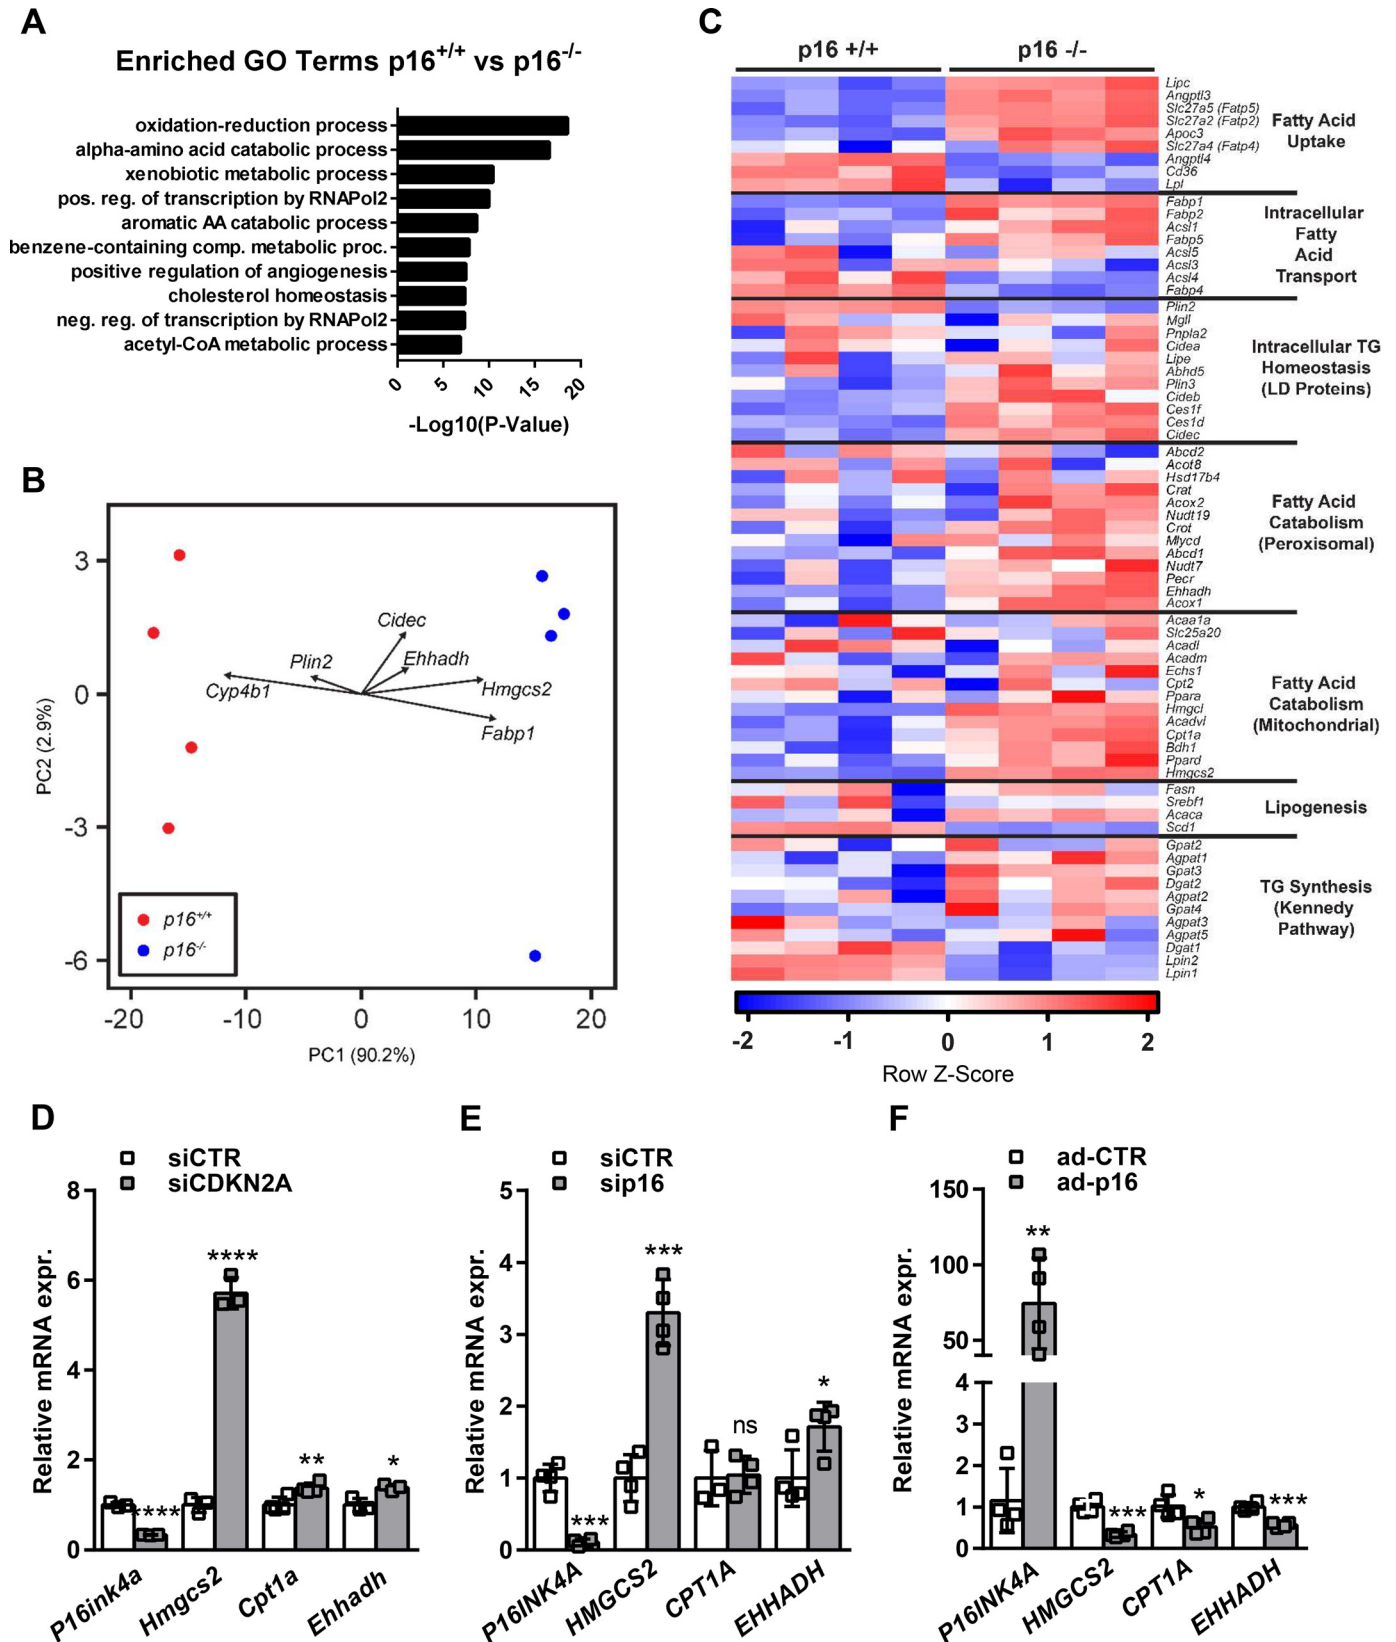 A
Enriched GO Terms p16+/+ vs p16-/-
oxidation-reduction process
alpha-amino acid catabolic process
xenobiotic metabolic process
pos. reg. of transcription by RNAPol2
aromatic AA catabolic process
benzene-containing comp. metabolic proc.
positive regulation of angiogenesis
cholesterol homeostasis
neg. reg. of transcription by RNAPol2
acetyl-CoA metabolic process
0 5 10 15 20
-Log10(P-Value)
B
PC2 (2.9%)
3
0
-3
-6
Cidec
Plin2
Ehhadh
Cyp4b1
Hmgcs2
Fabp1
p16+/+
p16-/-
-20 -10 0 10 20
PC1 (90.2%)
C
p16 +/+ p16 -/-
Lipc
Angptl3
Slc27a5 (Fatp5)
Slc27a2 (Fatp2)
Apoc3
Slc27a4 (Fatp4)
Angptl4
Cd36
Lpl
Fatty Acid
Uptake
Fabp1
Fabp2
Acsl1
Fabp5
Acsl5
Acsl3
Acsl4
Fabp4
Intracellular
Fatty
Acid
Transport
Plin2
Mgll
Pnpla2
Cidea
Lipe
Abhd5
Plin3
Cideb
Ces1f
Ces1d
Cidec
Intracellular TG
Homeostasis
(LD Proteins)
Abcd2
Acot8
Hsd17b4
Crat
Acox2
Nudt19
Crot
Mlycd
Abcd1
Nudt7
Pecr
Ehhadh
Acox1
Fatty Acid
Catabolism
(Peroxisomal)
Acaa1a
Slc25a20
Acadl
Acadm
Echs1
Cpt2
Ppara
Hmgcl
Acadvl
Cpt1a
Bdh1
Ppard
Hmgcs2
Fatty Acid
Catabolism
(Mitochondrial)
Fasn
Srebf1
Acaca
Scd1
Lipogenesis
Gpat2
Agpat1
Gpat3
Dgat2
Agpat2
Gpat4
Agpat3
Agpat5
Dgat1
Lpin2
Lpin1
TG Synthesis
(Kennedy
Pathway)
-2 -1 0 1 2
Row Z-Score
D
siCTR
siCDKN2A
Relative mRNA expr.
8
6
4
2
0
****
****
**
*
P16ink4a Hmgcs2 Cpt1a Ehhadh
E
siCTR
sip16
Relative mRNA expr.
5
4
3
2
1
0
***
***
ns
*
P16INK4A HMGCS2 CPT1A EHHADH
F
ad-CTR
ad-p16
Relative mRNA expr.
150
100
50
4
3
2
1
0
**
***
*
***
P16INK4A HMGCS2 CPT1A EHHADH